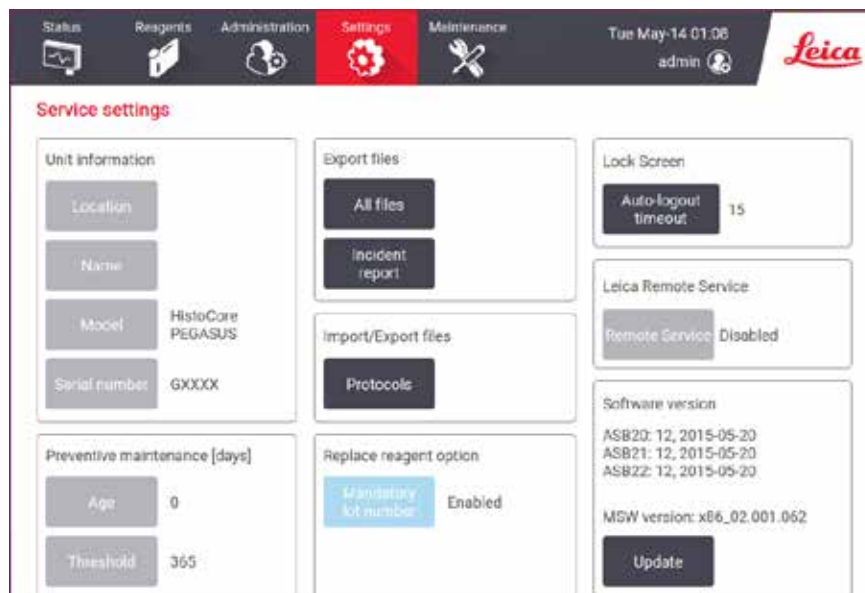 Status Reagents Administration Settings Maintenance
Tue May-14 01:06
admin
Leica
Service settings
Unit information
Location
Name
Model
HistoCore
PEGASUS
Serial number
GXXXX
Preventive maintenance [days]
Age
0
Threshold
365
Export files
All files
Incident
report
Import/Export files
Protocols
Replace reagent option
Mandatory
lot number
Enabled
Lock Screen
Auto-logout
timeout
15
Leica Remote Service
Remote Service
Disabled
Software version
ASB20: 12, 2015-05-20
ASB21: 12, 2015-05-20
ASB22: 12, 2015-05-20
MSW version: x86_02.001.062
Update